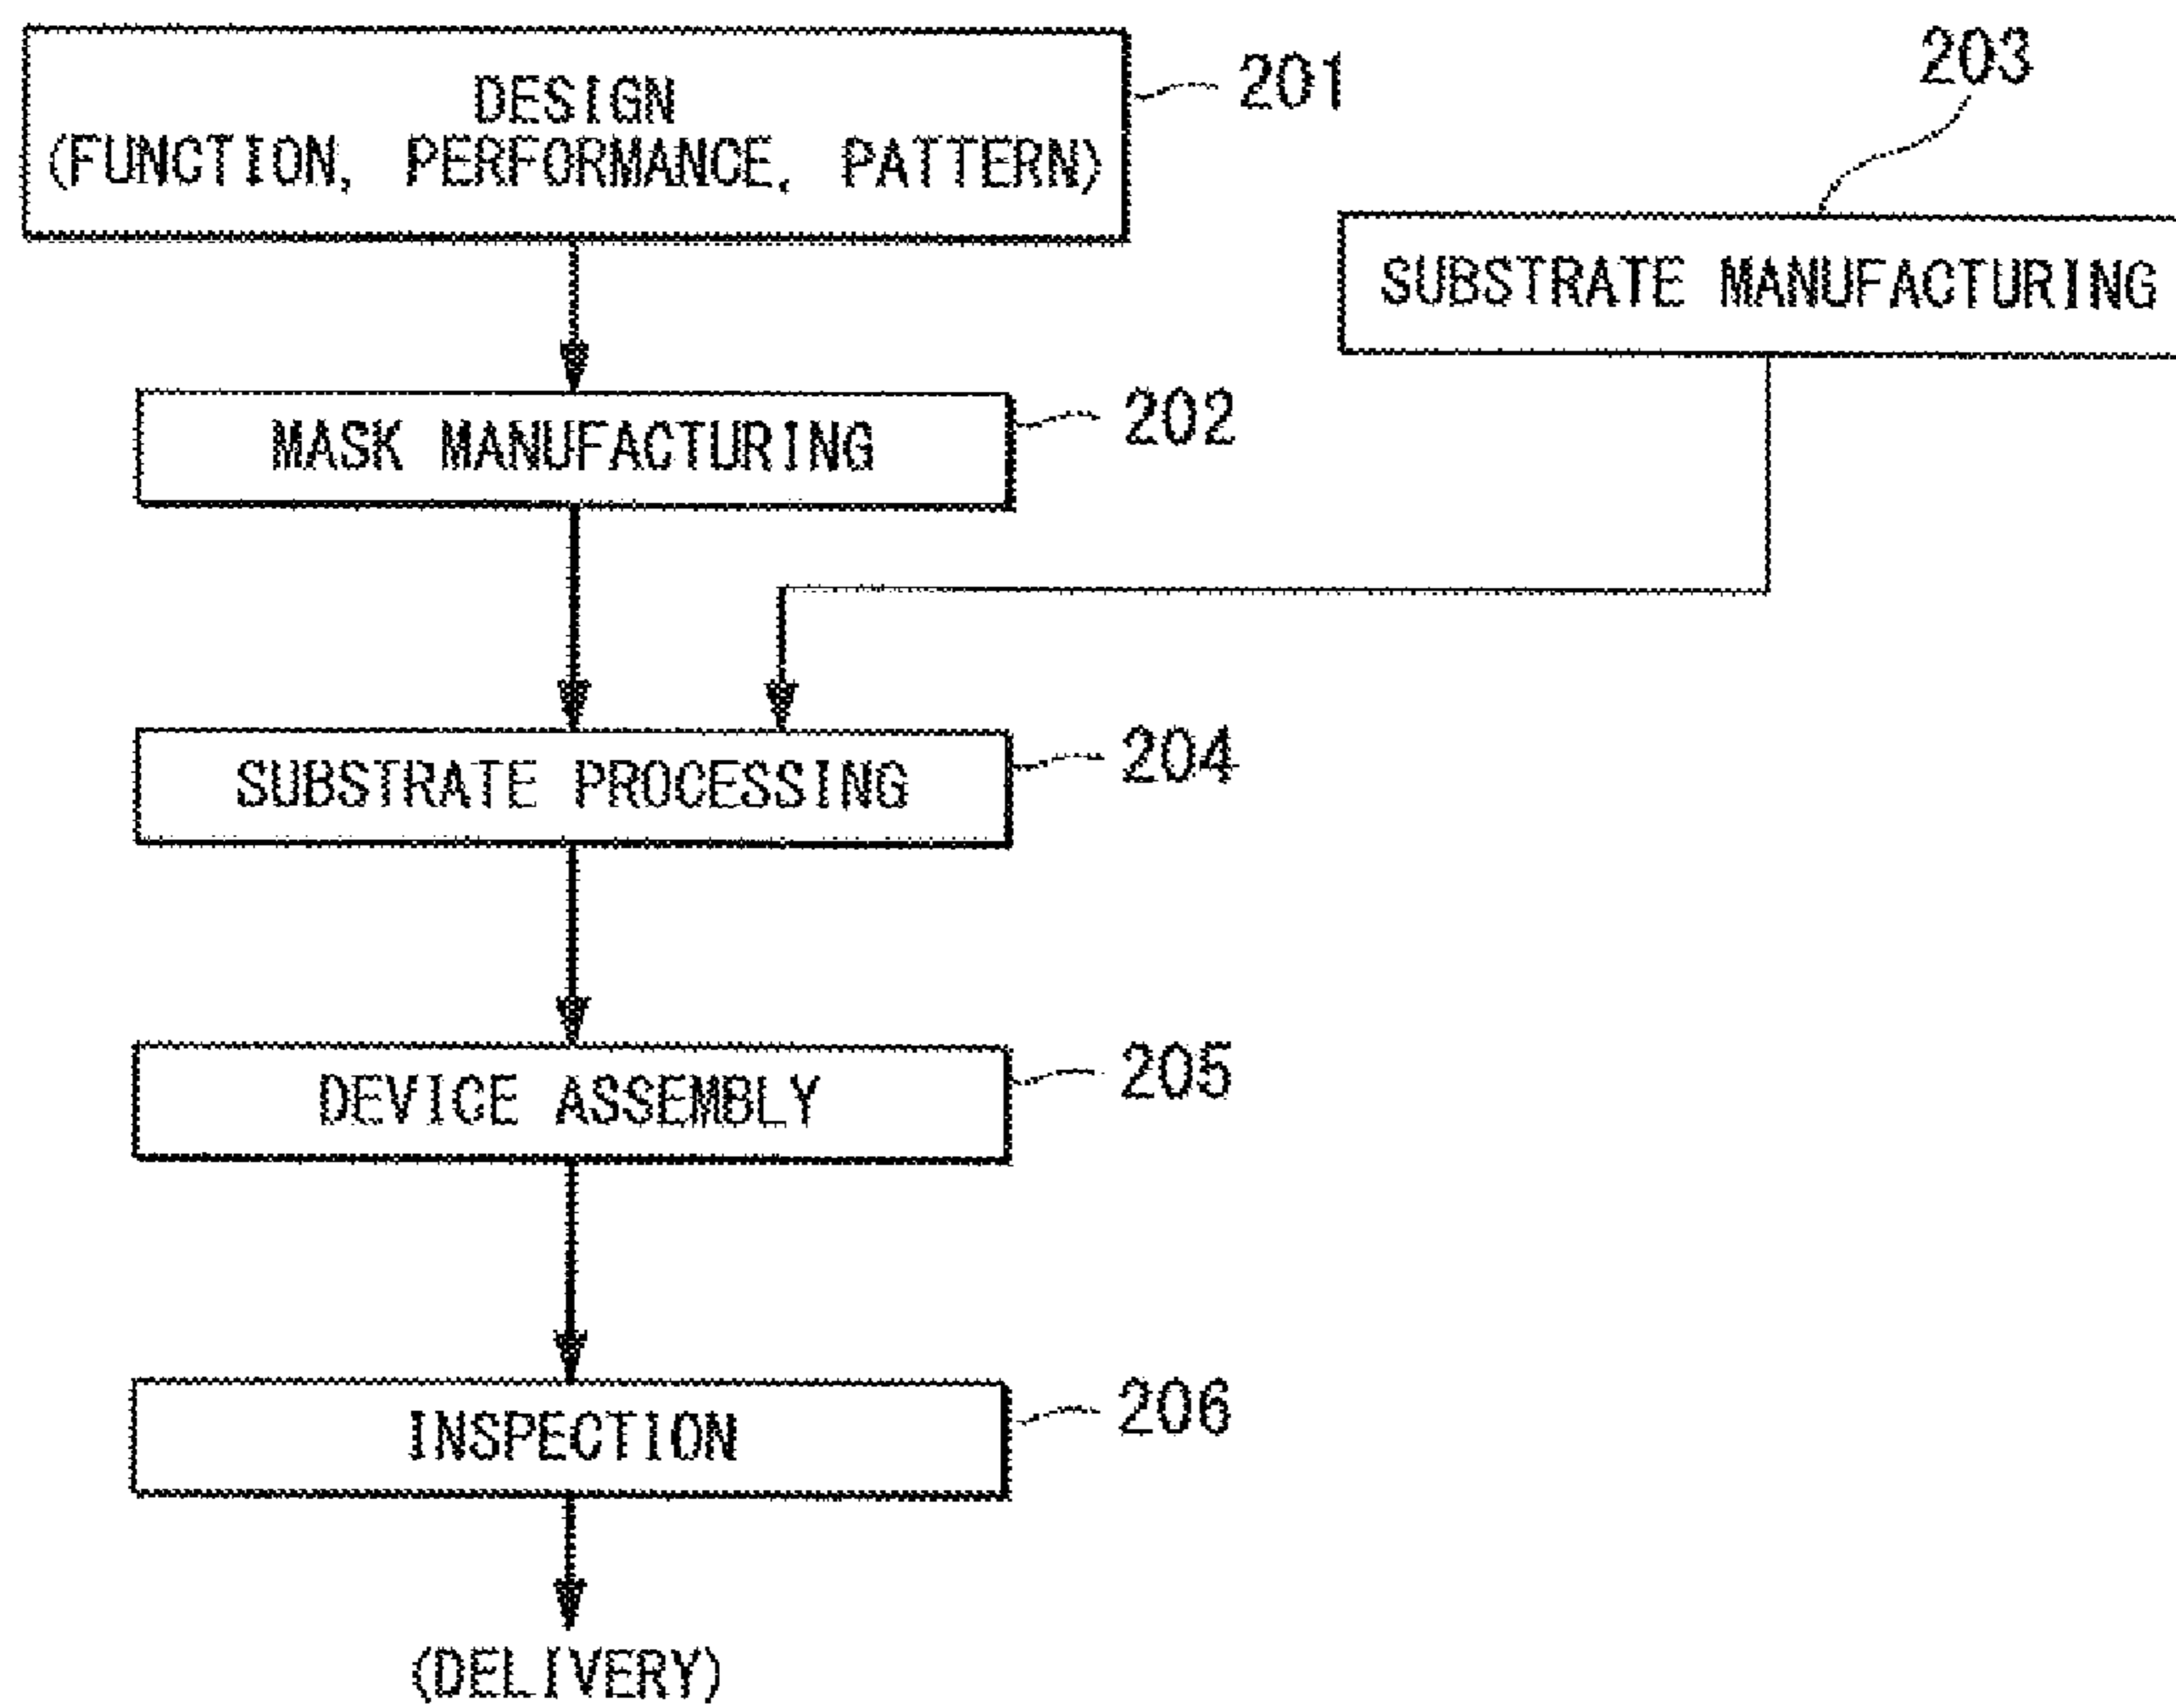 DESIGN
(FUNCTION, PERFORMANCE, PATTERN)
201
203
SUBSTRATE MANUFACTURING
MASK MANUFACTURING
202
SUBSTRATE PROCESSING
204
DEVICE ASSEMBLY
205
INSPECTION
206
(DELIVERY)